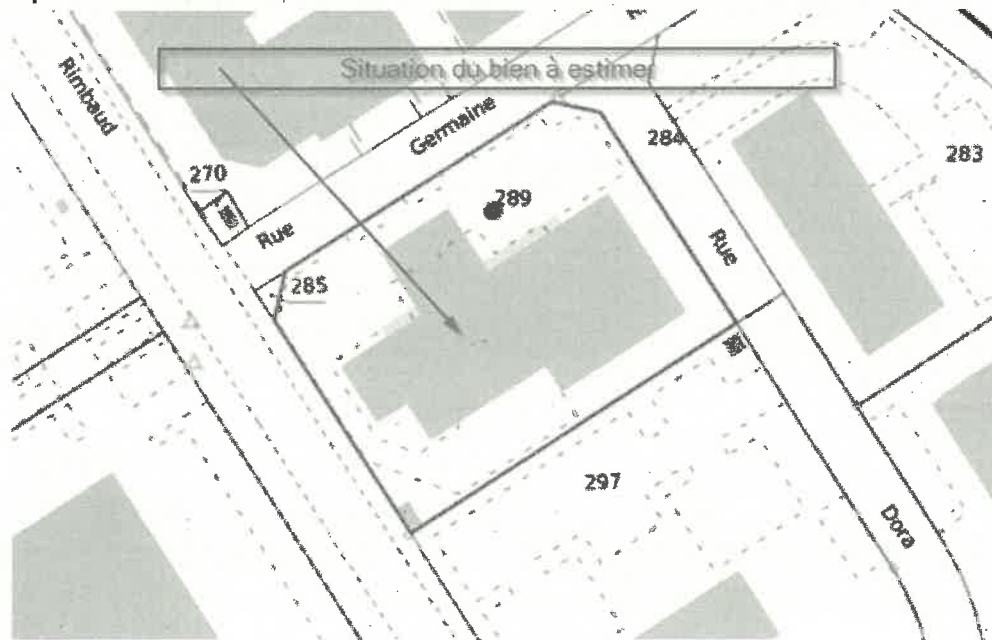 Situation du bien à estimer
Rimbaud
Germaine
284
283
270
289
Rue
Rue
285
297
Dora